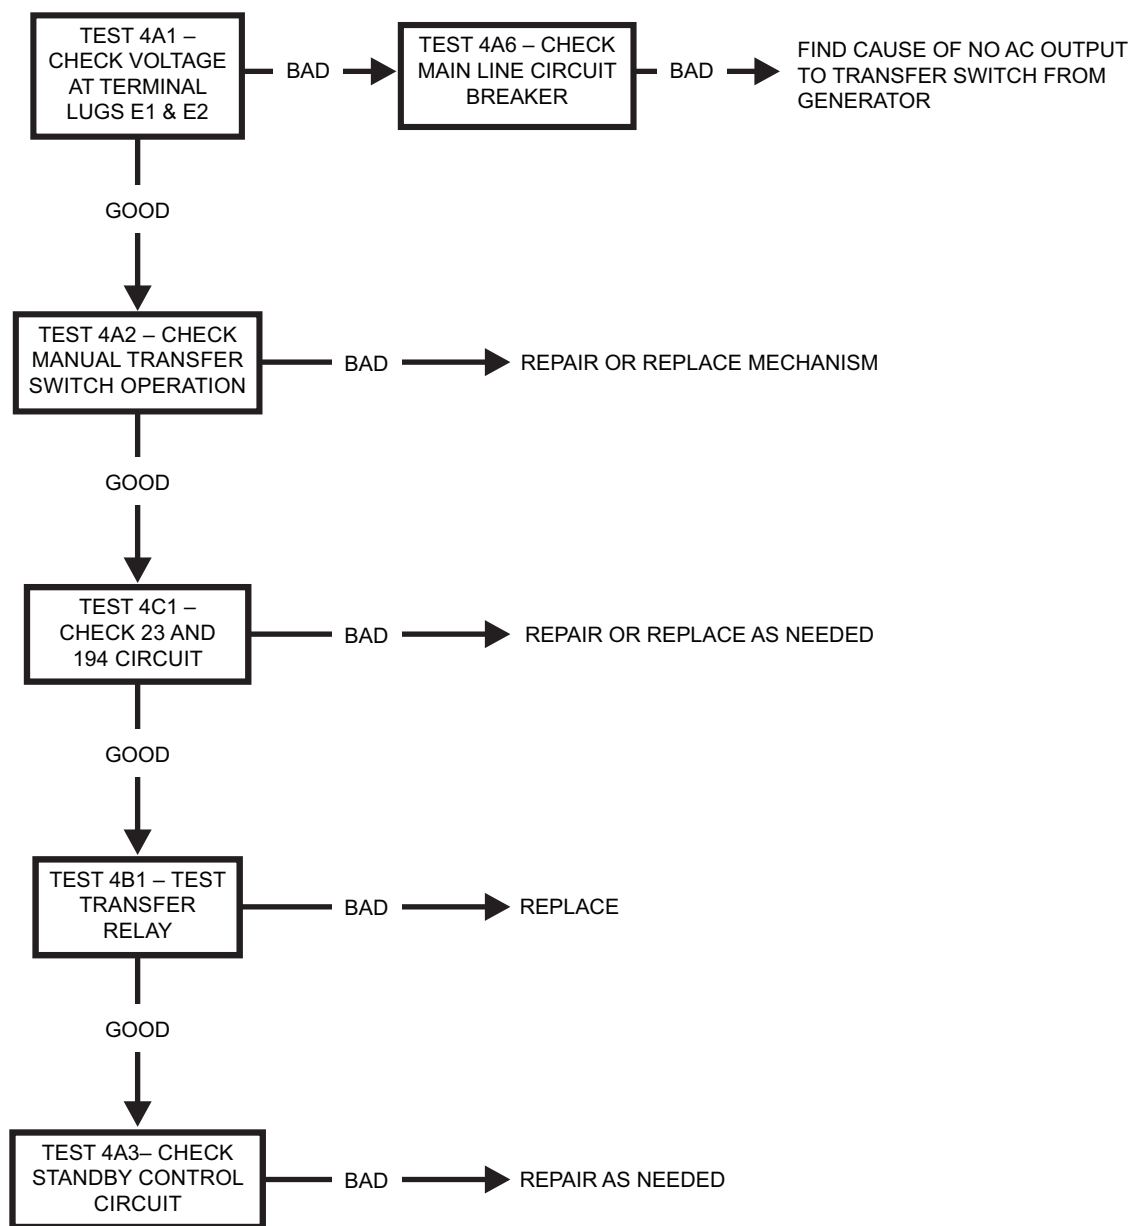 TEST 4A1 –
CHECK VOLTAGE
AT TERMINAL
LUGS E1 & E2
BAD
TEST 4A6 – CHECK
MAIN LINE CIRCUIT
BREAKER
BAD
FIND CAUSE OF NO AC OUTPUT
TO TRANSFER SWITCH FROM
GENERATOR
GOOD
TEST 4A2 – CHECK
MANUAL TRANSFER
SWITCH OPERATION
BAD
REPAIR OR REPLACE MECHANISM
GOOD
TEST 4C1 –
CHECK 23 AND
194 CIRCUIT
BAD
REPAIR OR REPLACE AS NEEDED
GOOD
TEST 4B1 – TEST
TRANSFER
RELAY
BAD
REPLACE
GOOD
TEST 4A3– CHECK
STANDBY CONTROL
CIRCUIT
BAD
REPAIR AS NEEDED